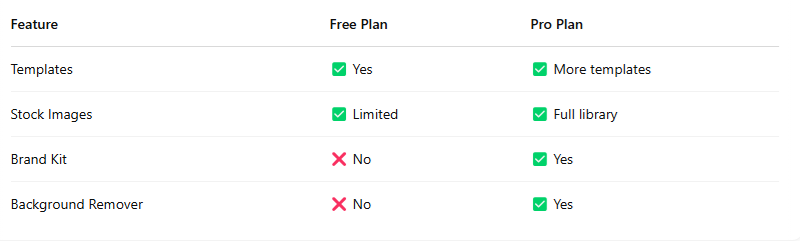 Feature Free Plan Pro Plan
Templates ✅ Yes ✅ More templates
Stock Images ✅ Limited ✅ Full library
Brand Kit ❌ No ✅ Yes
Background Remover ❌ No ✅ Yes